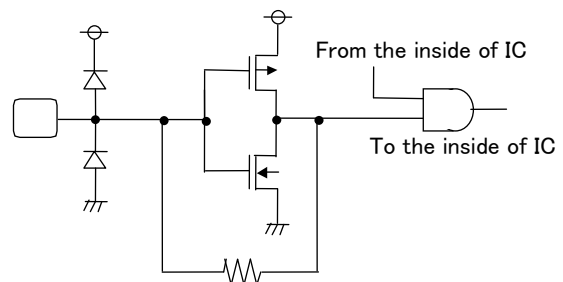 From the inside of IC
To the inside of IC